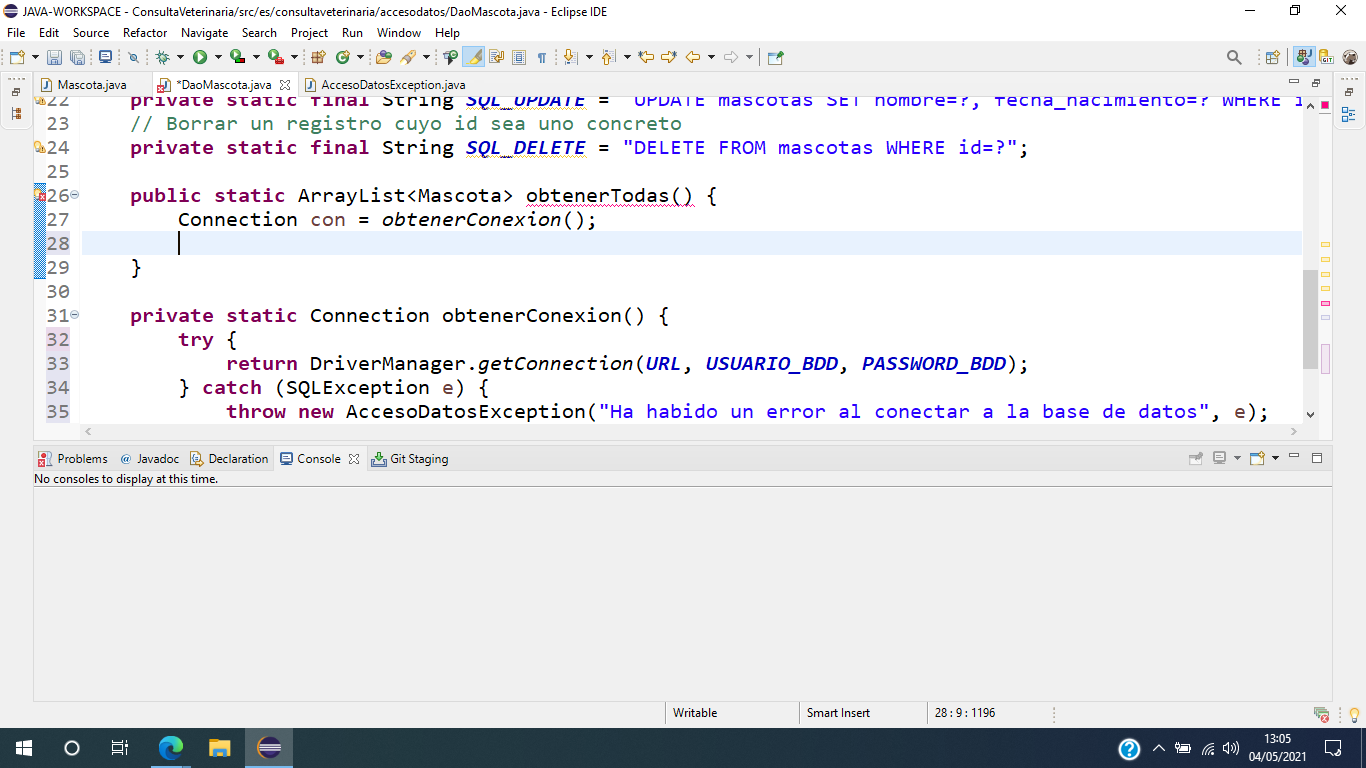 JAVA-WORKSPACE - ConsultaVeterinaria/src/es/consultaveterinaria/accesodatos/DaoMascota.java - Eclipse IDE
File Edit Source Refactor Navigate Search Project Run Window Help
Mascota.java *DaoMascota.java AccesoDatosException.java
22 private static final String SQL_UPDATE = "UPDATE mascotas SET nombre=?, fecha_nacimiento=? WHERE i
23 // Borrar un registro cuyo id sea uno concreto
24 private static final String SQL_DELETE = "DELETE FROM mascotas WHERE id=?";
25
26 public static ArrayList<Mascota> obtenerTodas() {
27 Connection con = obtenerConexion();
28
29 }
30
31 private static Connection obtenerConexion() {
32 try {
33 return DriverManager.getConnection(URL, USUARIO_BDD, PASSWORD_BDD);
34 } catch (SQLException e) {
35 throw new AccesoDatosException("Ha habido un error al conectar a la base de datos", e);
Problems @ Javadoc Declaration Console Git Staging
No consoles to display at this time.
Writable Smart Insert 28 : 9 : 1196
13:05
04/05/2021